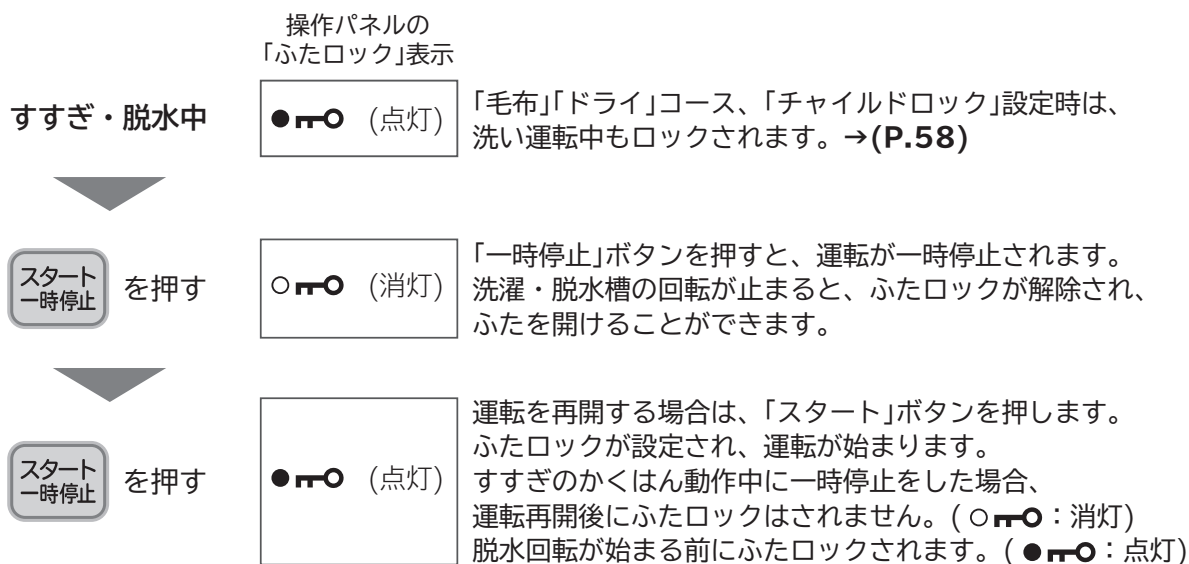 操作パネルの
「ふたロック」表示
すすぎ・脱水中
(点灯)
「毛布」「ドライ」コース、「チャイルドロック」設定時は、
洗い運転中もロックされます。→(P.58)
スタート
一時停止
を押す
(消灯)
「一時停止」ボタンを押すと、運転が一時停止されます。
洗濯・脱水槽の回転が止まると、ふたロックが解除され、
ふたを開けることができます。
スタート
一時停止
を押す
(点灯)
運転を再開する場合は、「スタート」ボタンを押します。
ふたロックが設定され、運転が始まります。
すすぎのかくはん動作中に一時停止をした場合、
運転再開後にふたロックはされません。(：消灯)
脱水回転が始まる前にふたロックされます。(：点灯)